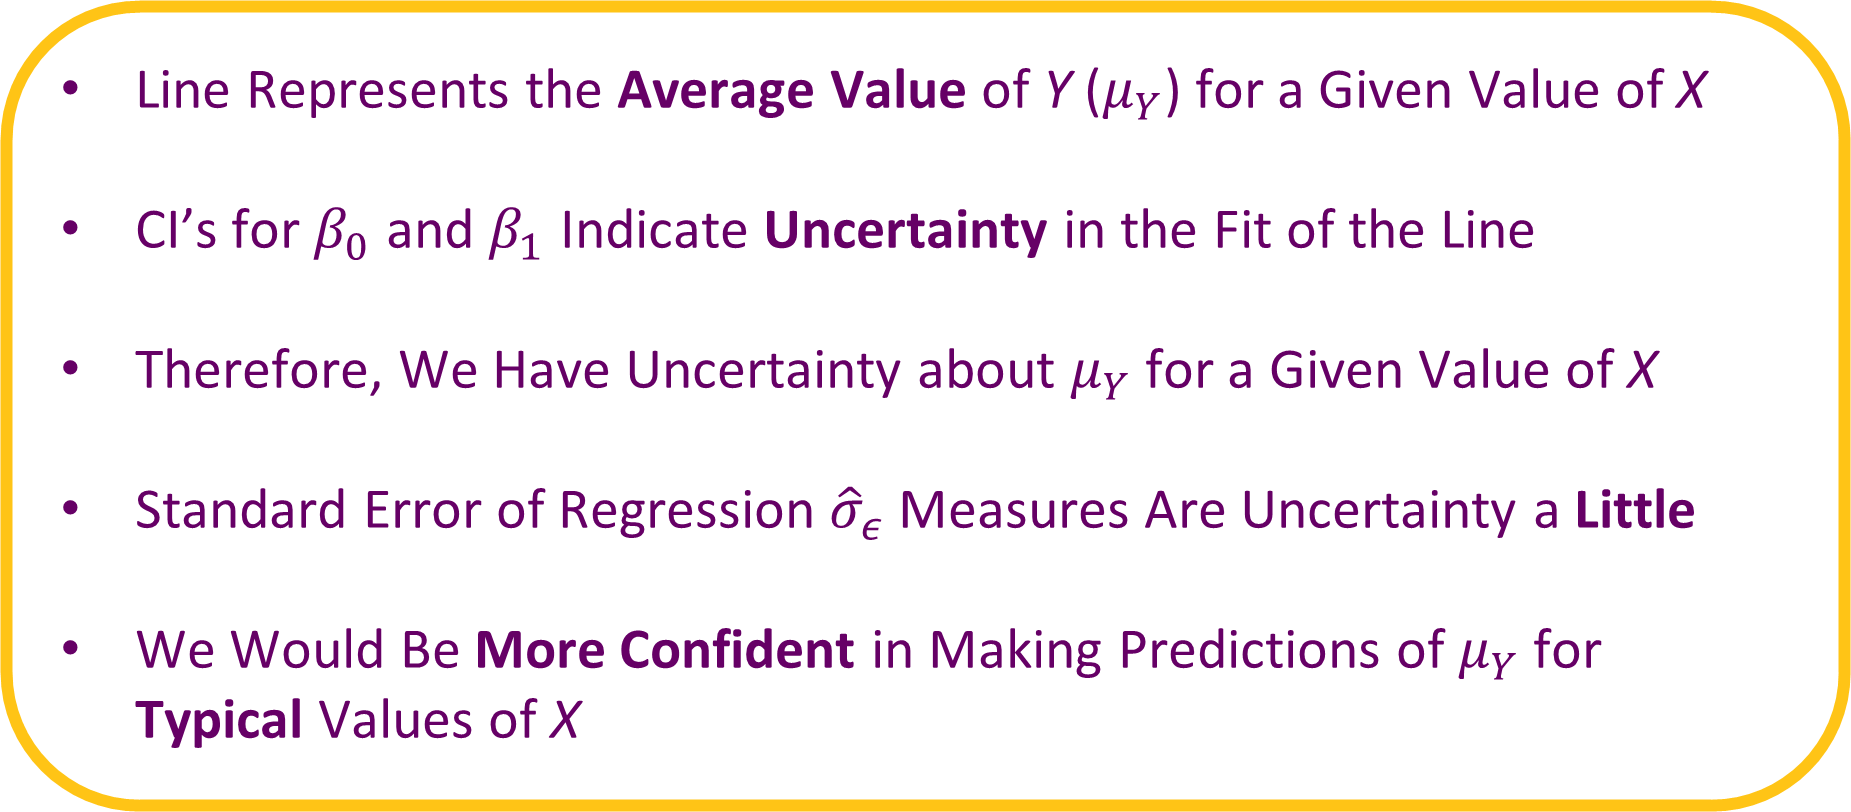 • Line Represents the Average Value of Y (μ_Y) for a Given Value of X
• CI’s for β₀ and β₁ Indicate Uncertainty in the Fit of the Line
• Therefore, We Have Uncertainty about μ_Y for a Given Value of X
• Standard Error of Regression σ̂_ϵ Measures Are Uncertainty a Little
• We Would Be More Confident in Making Predictions of μ_Y for
Typical Values of X